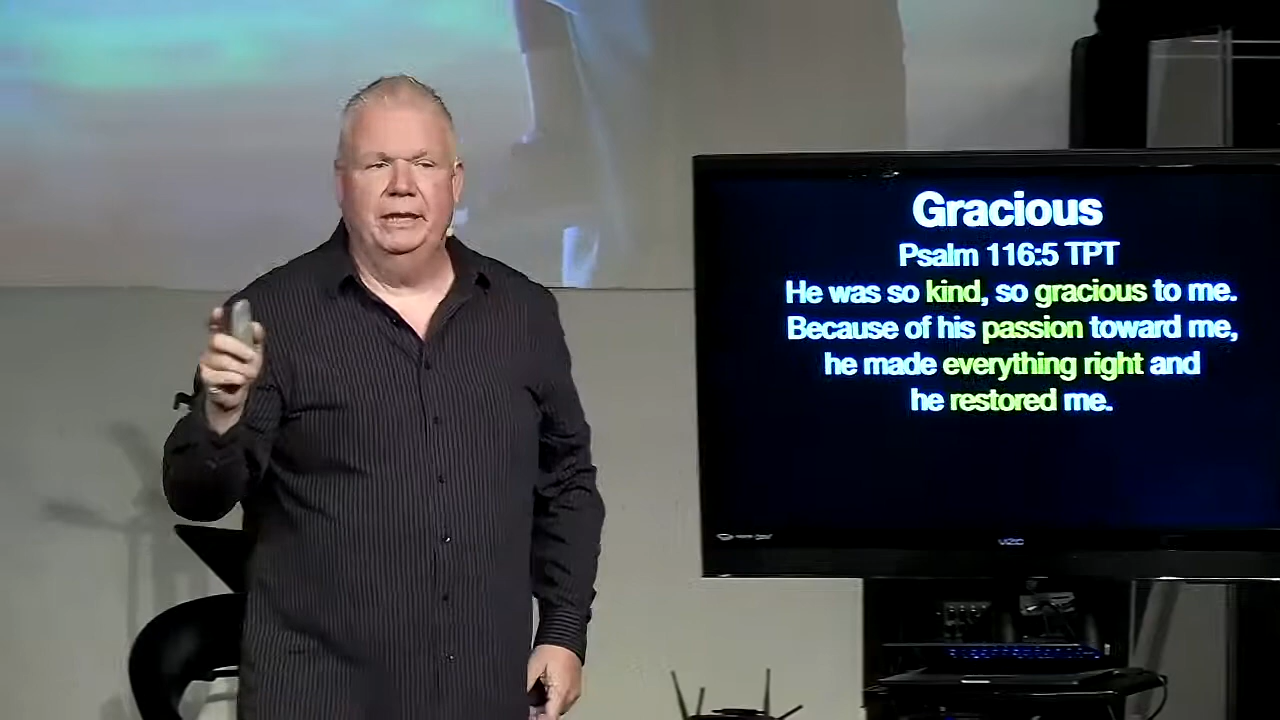 Gracious
Psalm 116:5 TPT
He was so kind, so gracious to me.
Because of his passion toward me,
he made everything right and
he restored me.